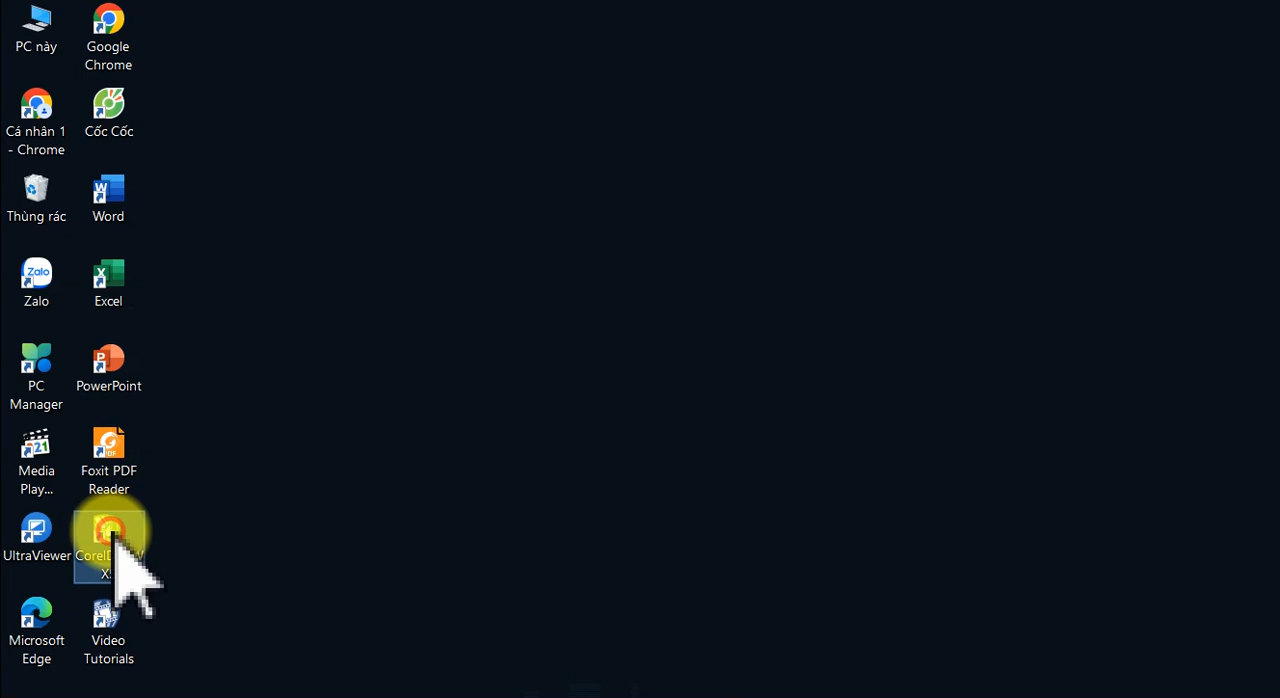 PC này
Google
Chrome
Cá nhân 1
- Chrome
Cốc Cốc
Thùng rác
Word
Zalo
Excel
PC
Manager
PowerPoint
Media
Play...
Foxit PDF
Reader
UltraViewer
Microsoft
Edge
Video
Tutorials